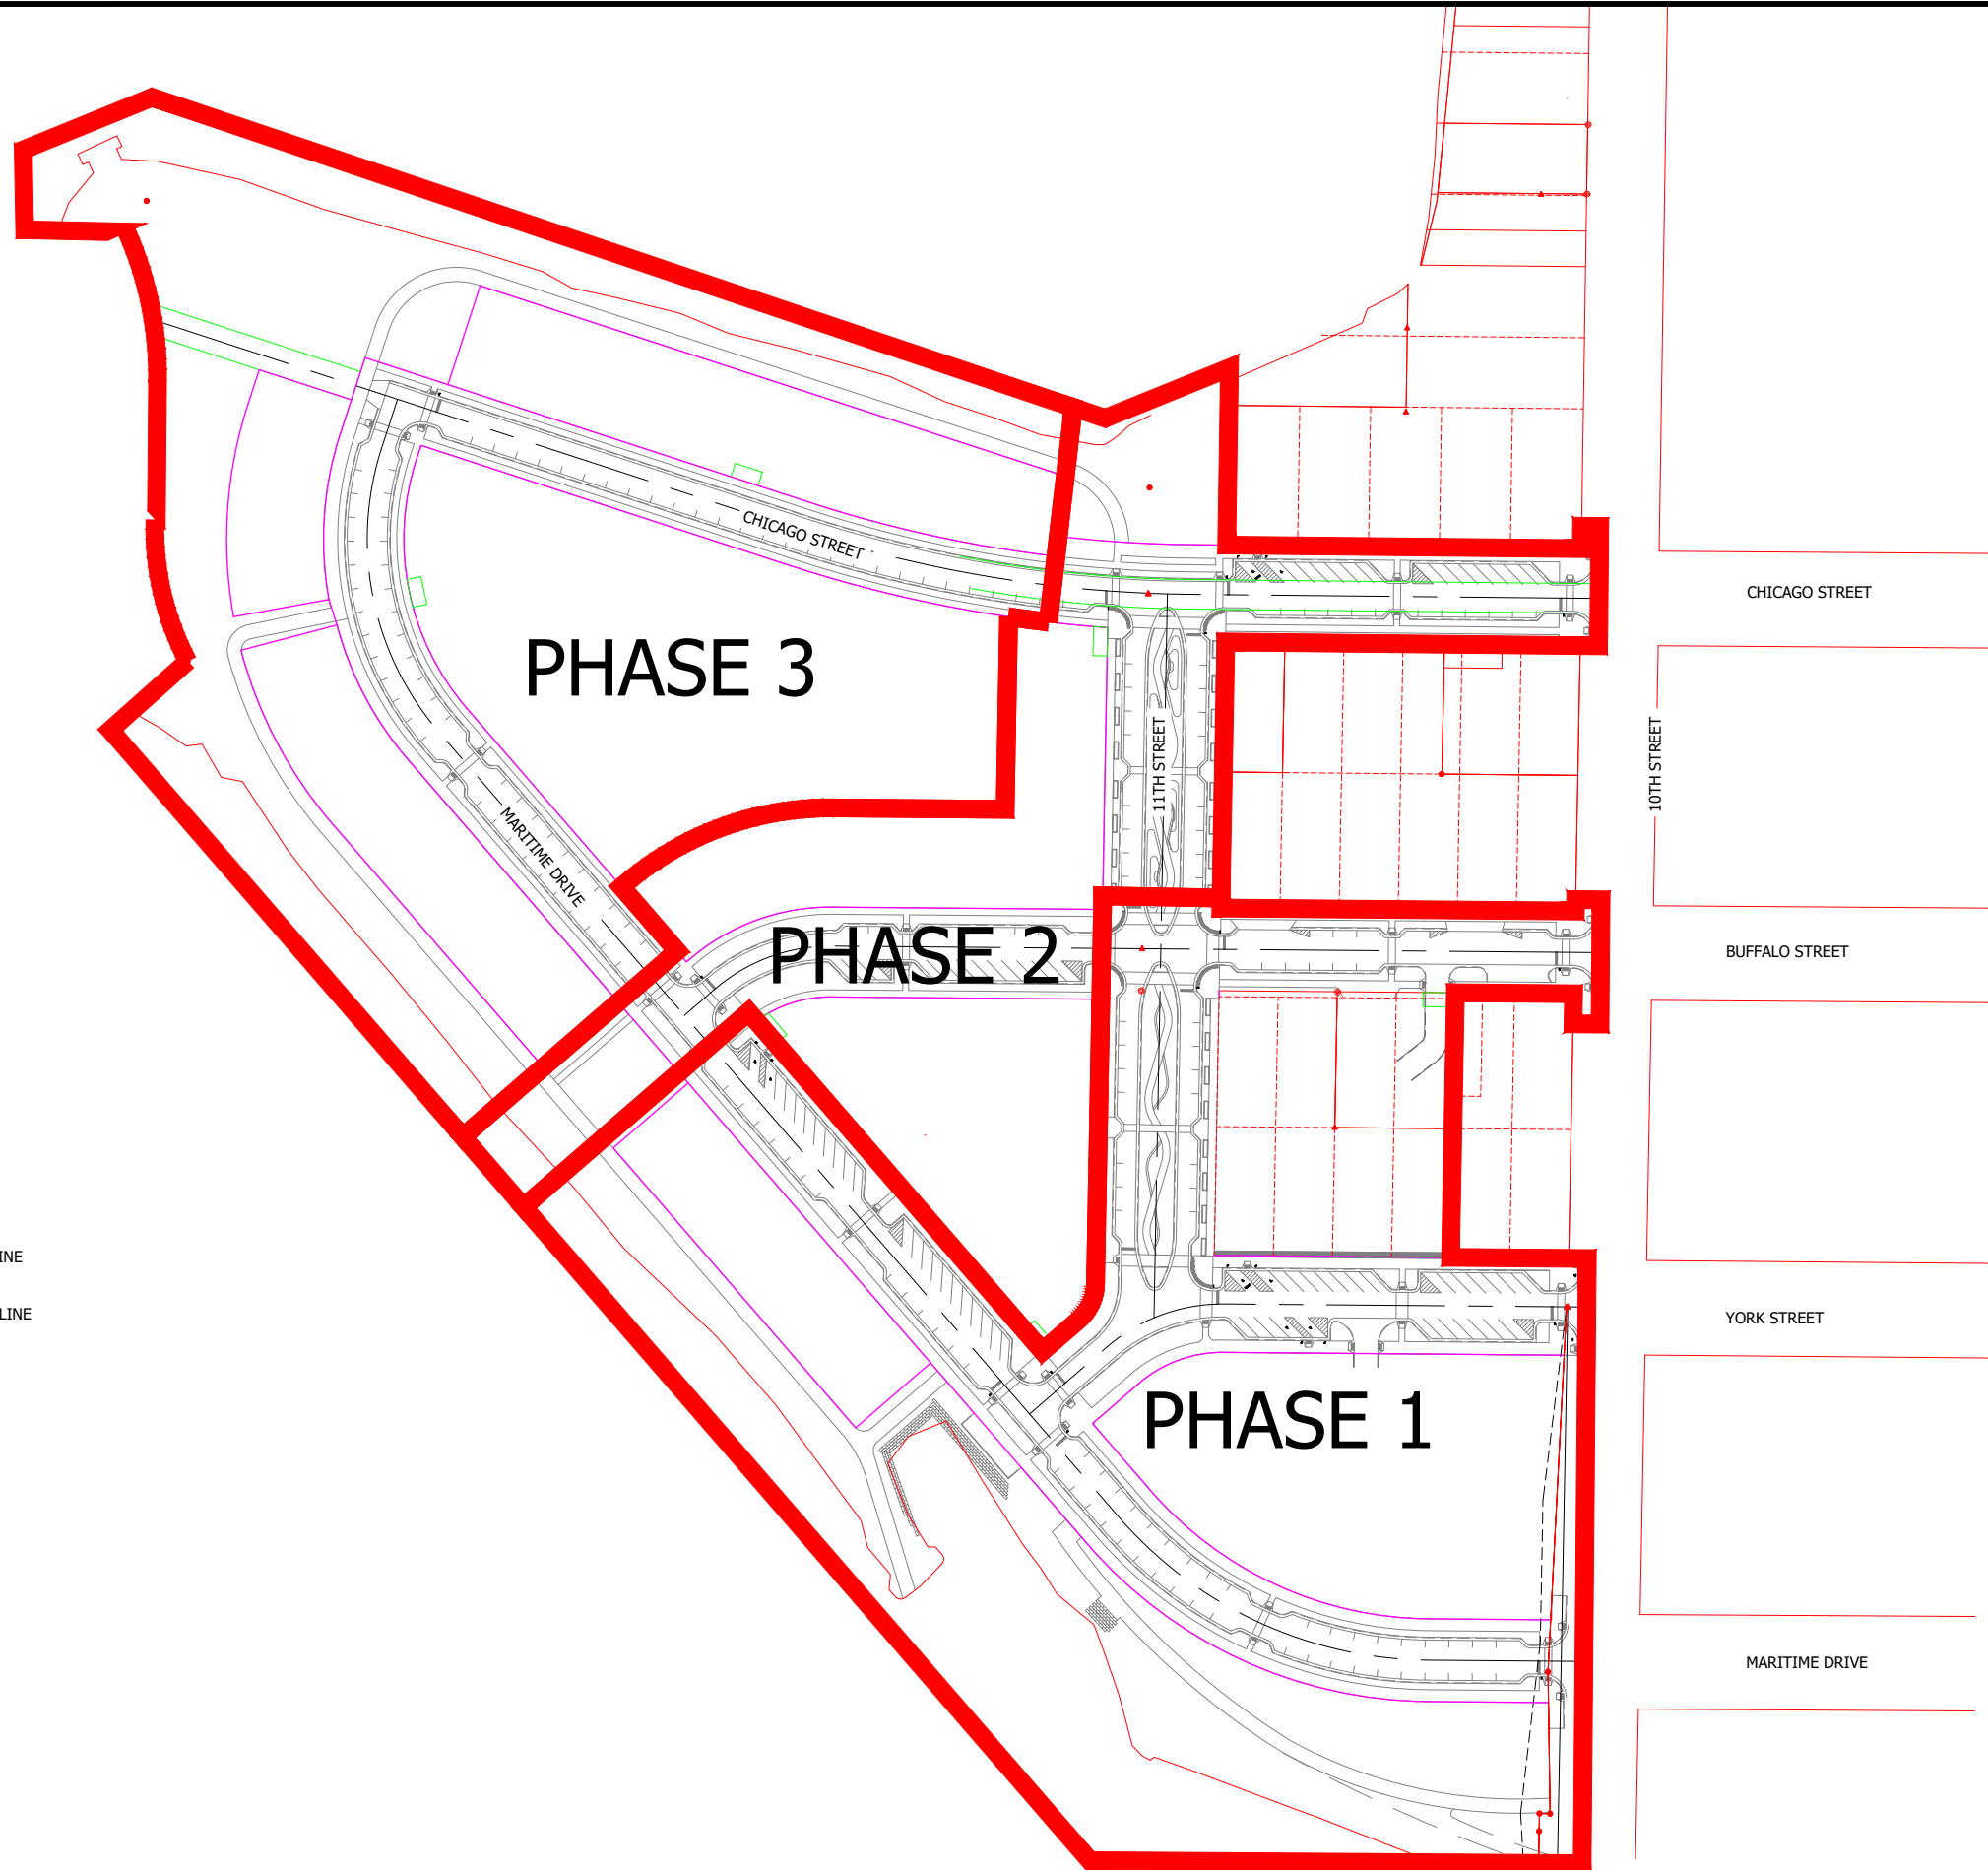 CHICAGO STREET
CHICAGO STREET
PHASE 3
11TH STREET
10TH STREET
MARITIME DRIVE
PHASE 2
BUFFALO STREET
INE
LINE
YORK STREET
PHASE 1
MARITIME DRIVE